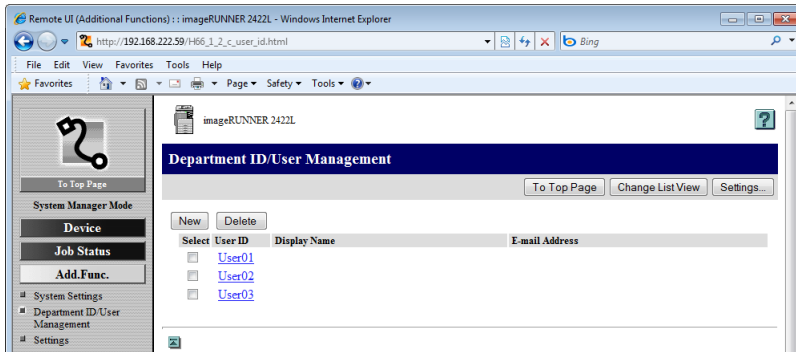 Remote UI (Additional Functions) : : imageRUNNER 2422L - Windows Internet Explorer
http://192.168.222.59/H66_1_2_c_user_id.html
Bing
File Edit View Favorites Tools Help
Favorites Page Safety Tools
imageRUNNER 2422L
To Top Page
System Manager Mode
Device
Job Status
Add.Func.
System Settings
Department ID/User
Management
Settings
Department ID/User Management
To Top Page Change List View Settings...
New Delete
Select User ID Display Name E-mail Address
User01
User02
User03